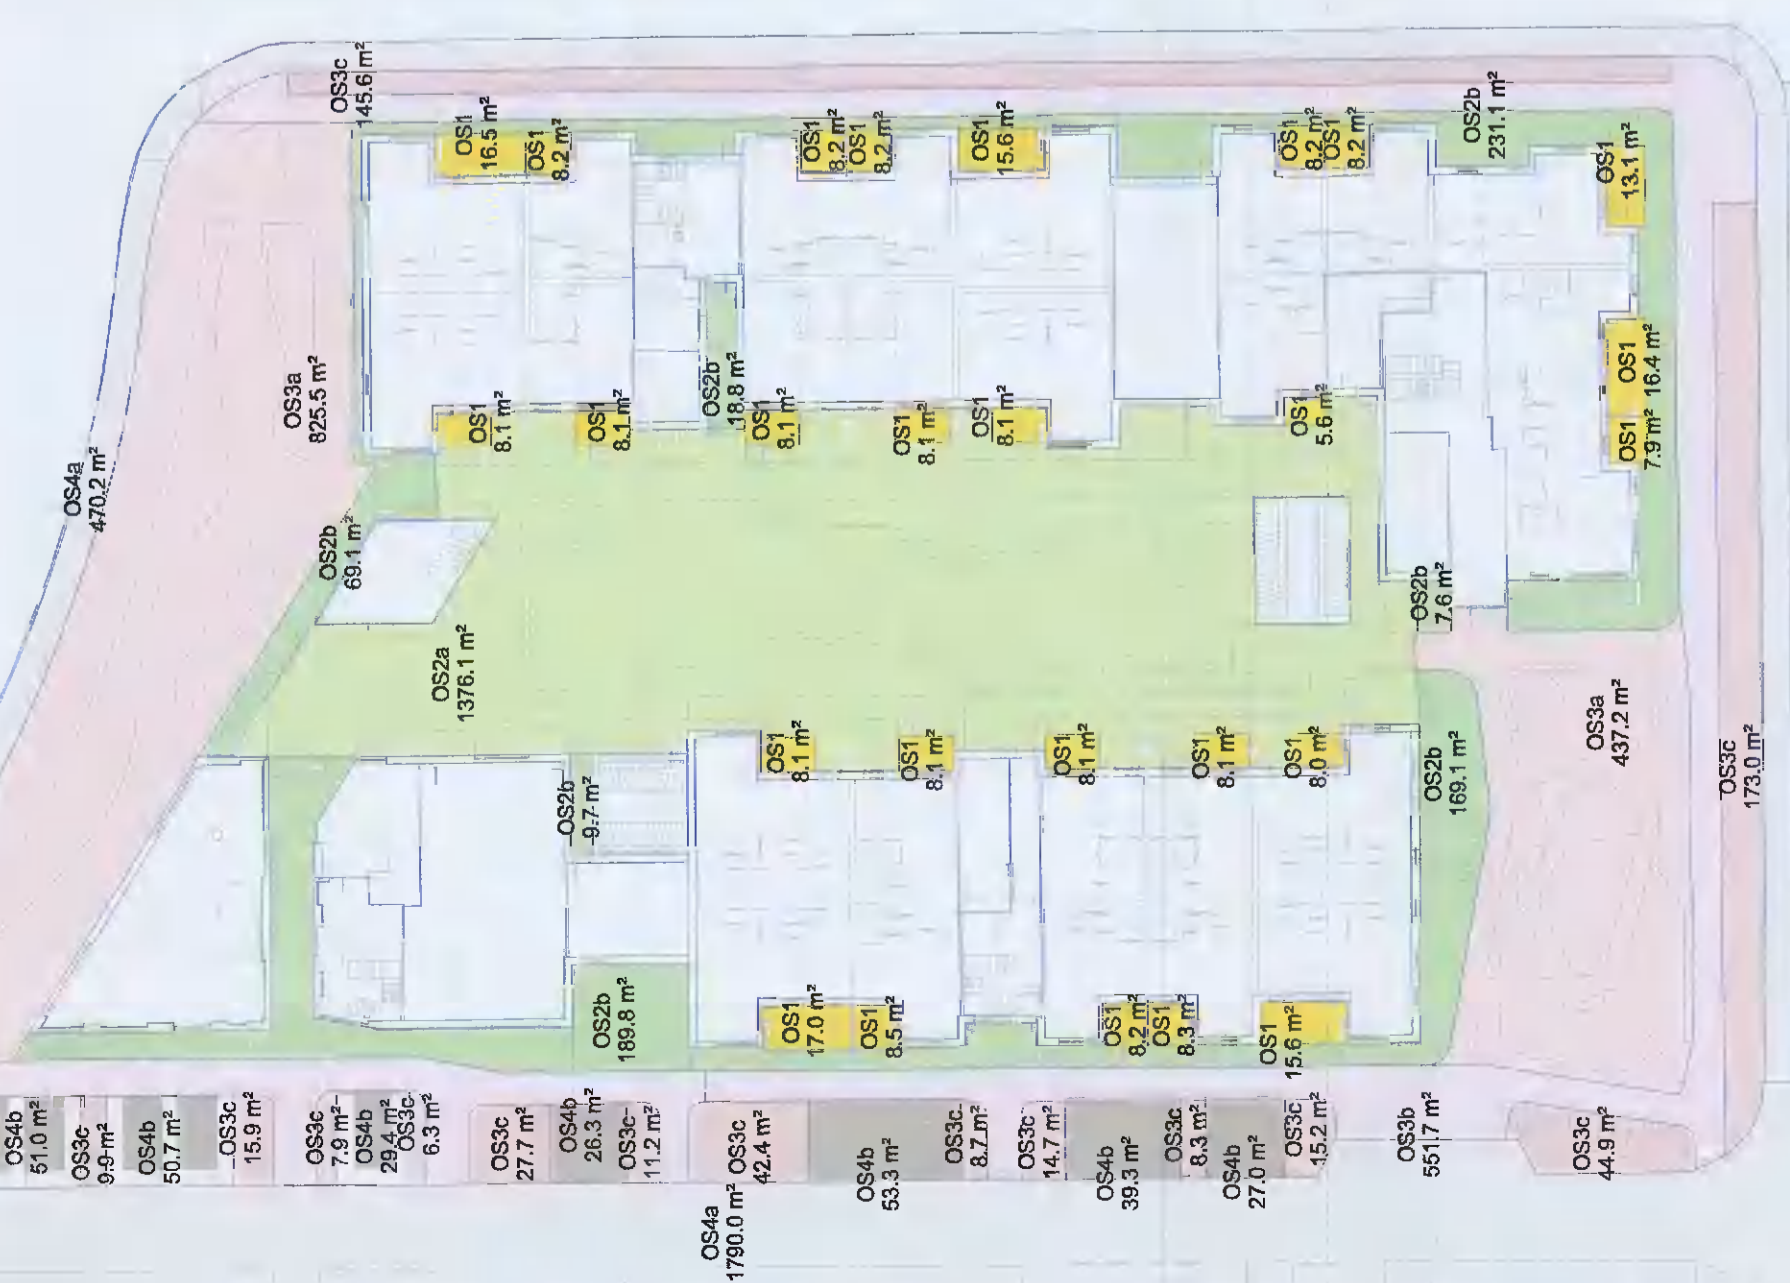 OS3c
145.6 m²
OS1
16.5 m²
OS1
8.2 m²
OS1
8.2 m²
OS1
8.2 m²
OS1
15.6 m²
OS1
8.2 m²
OS1
8.2 m²
OS2b
231.1 m²
OS1
13.1 m²
OS3a
825.5 m²
OS2b
18.8 m²
OS1
16.4 m²
OS1
7.9 m²
OS1
8.1 m²
OS1
8.1 m²
OS1
8.1 m²
OS1
8.1 m²
OS1
8.1 m²
OS1
5.6 m²
OS4a
470.2 m²
OS2b
69.1 m²
OS2b
7.6 m²
OS2a
1376.1 m²
OS3a
437.2 m²
OS3c
173.0 m²
OS1
8.1 m²
OS1
8.1 m²
OS1
8.1 m²
OS1
8.1 m²
OS1
8.0 m²
OS2b
169.1 m²
OS2b
9.7 m²
OS2b
189.8 m²
OS1
17.0 m²
OS1
8.5 m²
OS1
8.2 m²
OS1
8.3 m²
OS1
15.6 m²
OS4b
51.0 m²
OS3c
9.9 m²
OS4b
50.7 m²
OS3c
15.9 m²
OS3c
7.9 m²
OS4b
29.4 m²
OS3c
6.3 m²
OS3c
27.7 m²
OS4b
26.3 m²
OS3c
11.2 m²
OS3c
42.4 m²
OS4a
1790.0 m²
OS4b
53.3 m²
OS3c
8.7 m²
OS3c
14.7 m²
OS4b
39.3 m²
OS3c
8.3 m²
OS4b
27.0 m²
OS3c
15.2 m²
OS3b
551.7 m²
OS3c
44.9 m²